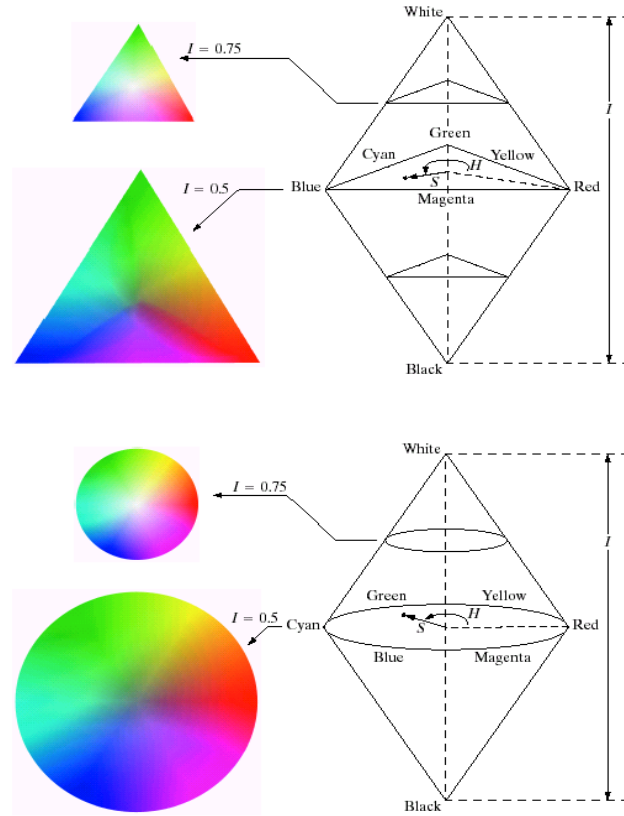 White
I = 0.75
I
Green
Cyan
Yellow
H
I = 0.5
S
Blue
Red
Magenta
Black
White
I = 0.75
I
Green
Yellow
I = 0.5
H
S
Cyan
Red
Blue
Magenta
Black